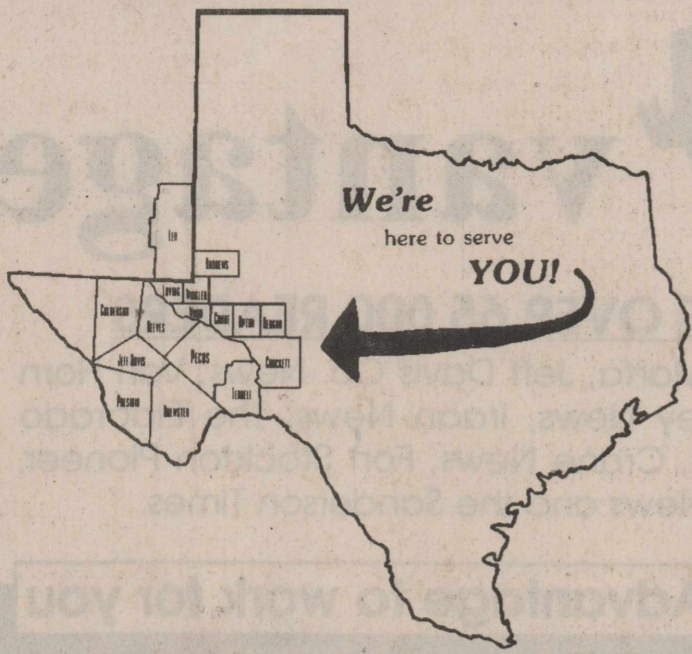 We're
here to serve
YOU!
LEA
ANDREWS
LOVING
WINKLER
CULBERSON
REEVES
WARD
CRANE
UPTON
REAGAN
JEFF DAVIS
PECOS
CROCKETT
TERRELL
PRESIDIO
BREWSTER